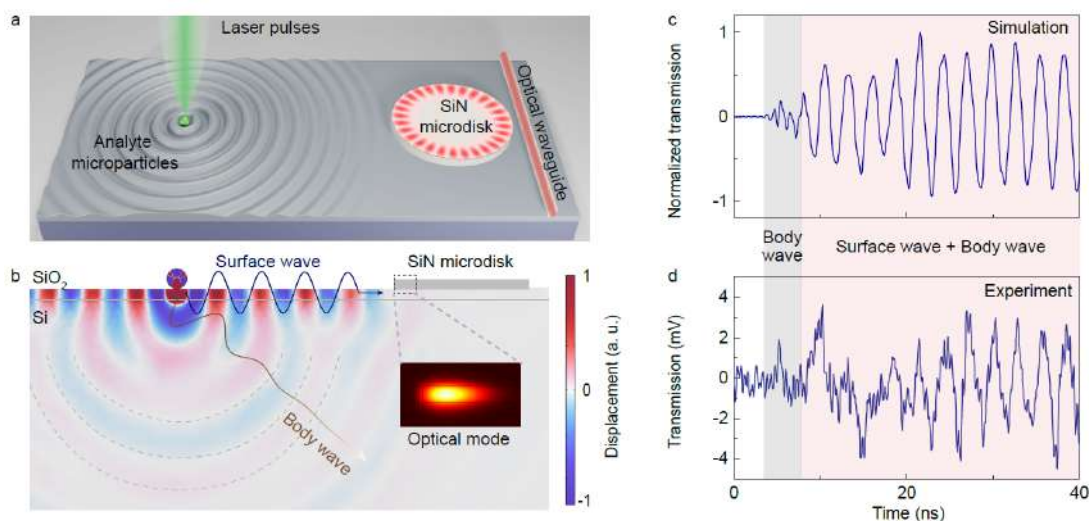 a
Laser pulses
Analyte
microparticles
SiN
microdisk
Optical waveguide
b
SiO2
Si
Surface wave
SiN microdisk
Body wave
Optical mode
1
0
-1
Displacement (a. u.)
c
Simulation
1
0
-1
Normalized transmission
Body
wave
Surface wave + Body wave
d
Experiment
4
2
0
-2
-4
Transmission (mV)
0
20
40
Time (ns)